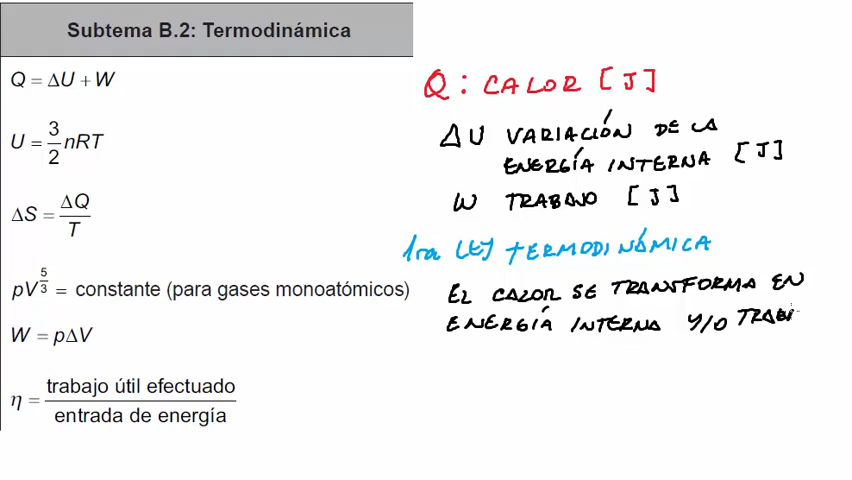 Subtema B.2: Termodinámica
Q = ΔU + W
U = 3/2 nRT
ΔS = ΔQ/T
pV^5/3 = constante (para gases monoatómicos)
W = pΔV
η = trabajo útil efectuado / entrada de energía
Q : CALOR [J]
ΔU VARIACIÓN DE LA
ENERGÍA INTERNA [J]
W TRABAJO [J]
1ra LEY TERMODINÓMICA
EL CALOR SE TRANSFORMA EN
ENERGÍA INTERNA Y/O